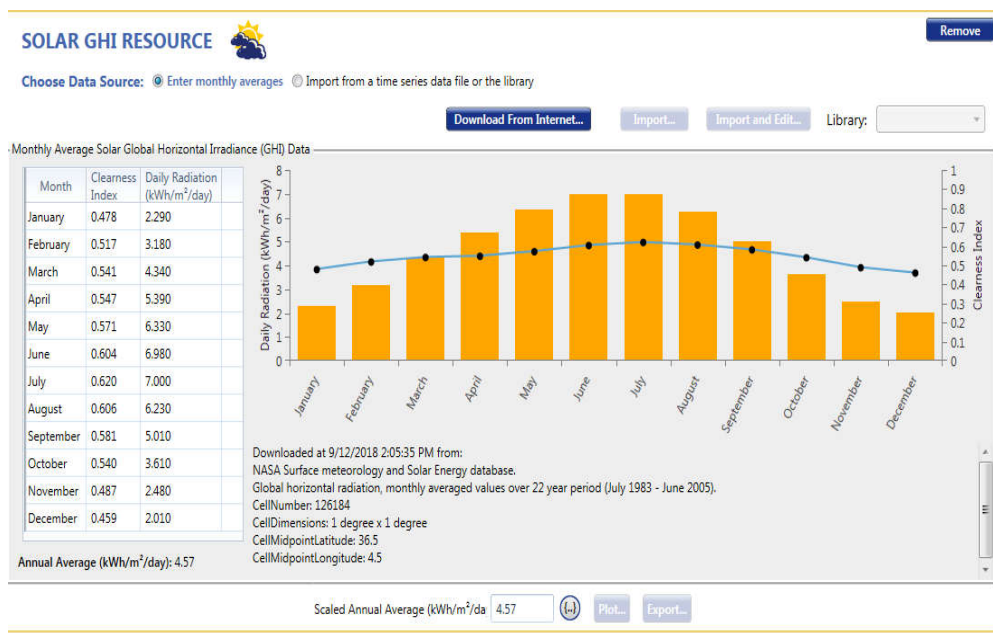 SOLAR GHI RESOURCE
Remove
Choose Data Source: Enter monthly averages Import from a time series data file or the library
Download From Internet... Import... Import and Edit... Library:
Monthly Average Solar Global Horizontal Irradiance (GHI) Data
Month Clearness Index Daily Radiation (kWh/m²/day)
January 0.478 2.290
February 0.517 3.180
March 0.541 4.340
April 0.547 5.390
May 0.571 6.330
June 0.604 6.980
July 0.620 7.000
August 0.606 6.230
September 0.581 5.010
October 0.540 3.610
November 0.487 2.480
December 0.459 2.010
Annual Average (kWh/m²/day): 4.57
Daily Radiation (kWh/m²/day)
8
7
6
5
4
3
2
1
0
1
0.9
0.8
0.7
0.6
0.5
0.4
0.3
0.2
0.1
0
Clearness Index
January February March April May June July August September October November December
Downloaded at 9/12/2018 2:05:35 PM from:
NASA Surface meteorology and Solar Energy database.
Global horizontal radiation, monthly averaged values over 22 year period (July 1983 - June 2005).
CellNumber: 126184
CellDimensions: 1 degree x 1 degree
CellMidpointLatitude: 36.5
CellMidpointLongitude: 4.5
Scaled Annual Average (kWh/m²/da 4.57 {..} Plot... Export...